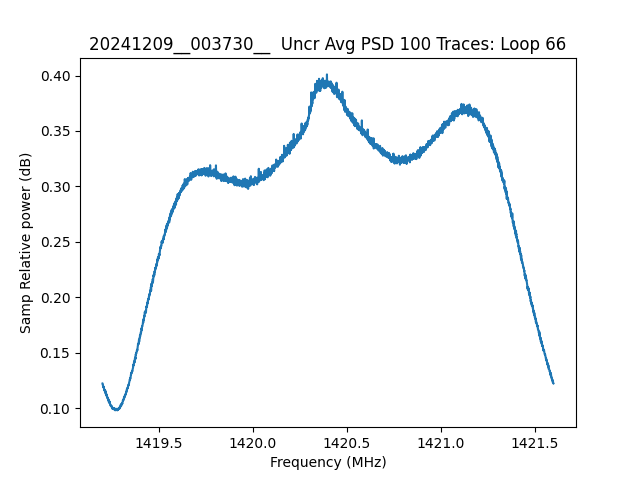 20241209__003730__  Uncr Avg PSD 100 Traces: Loop 66
0.40
0.35
0.30
0.25
0.20
0.15
0.10
Samp Relative power (dB)
1419.5 1420.0 1420.5 1421.0 1421.5
Frequency (MHz)